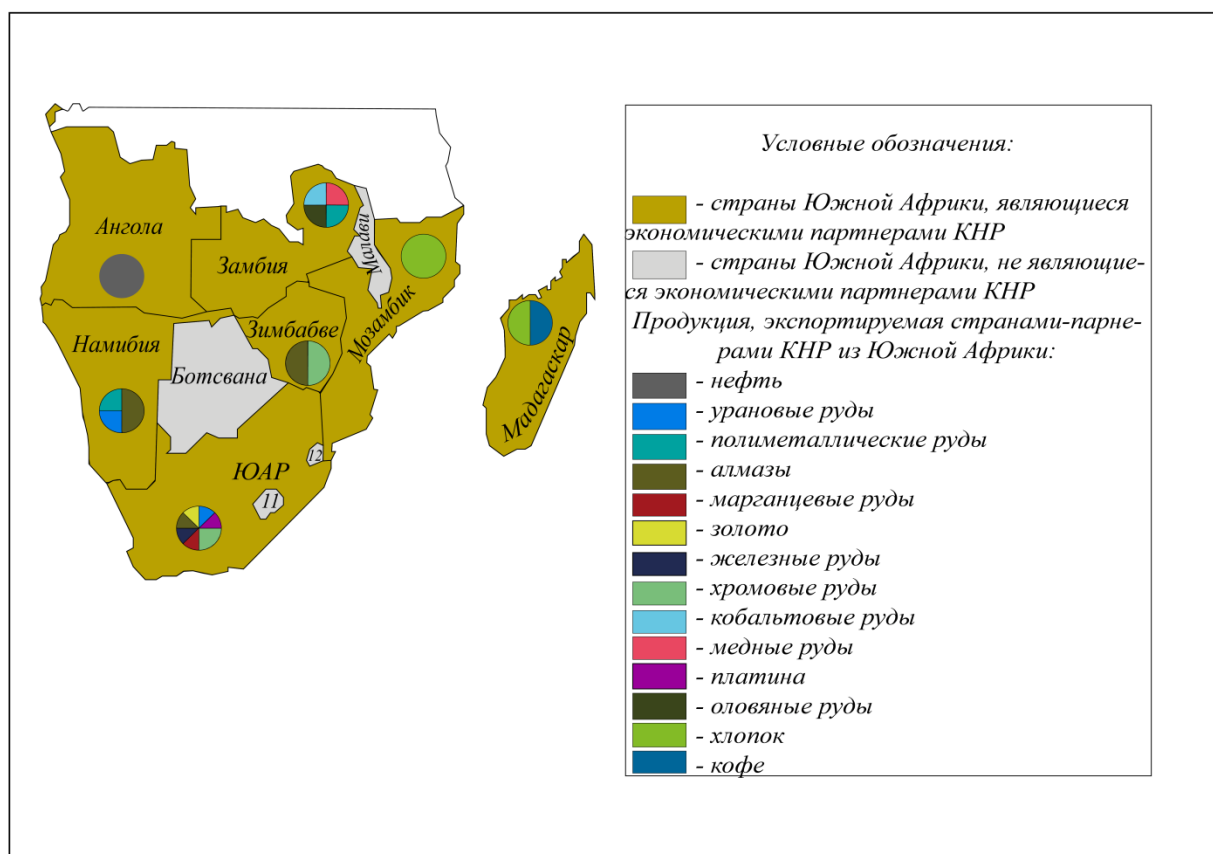 Ангола
Замбия
Малави
Мозамбик
Зимбабве
Намибия
Ботсвана
Мадагаскар
ЮАР
12
11
Условные обозначения:
- страны Южной Африки, являющиеся
экономическими партнерами КНР
- страны Южной Африки, не являющие-
ся экономическими партнерами КНР
Продукция, экспортируемая странами-парне-
рами КНР из Южной Африки:
- нефть
- урановые руды
- полиметаллические руды
- алмазы
- марганцевые руды
- золото
- железные руды
- хромовые руды
- кобальтовые руды
- медные руды
- платина
- оловяные руды
- хлопок
- кофе